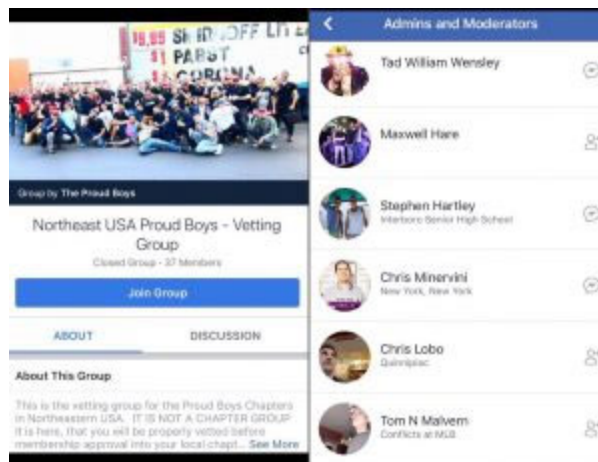 $1 PABST
CORONA
Group by The Proud Boys
Northeast USA Proud Boys - Vetting
Group
Closed Group - 37 Members
Join Group
ABOUT
DISCUSSION
About This Group
This is the vetting group for the Proud Boys Chapters
in Northeastern USA. IT IS NOT A CHAPTER GROUP
It is here, that you will be properly vetted before
membership approval into your local chapt... See More
Admins and Moderators
Tad William Wensley
Maxwell Hare
Stephen Hartley
Interboro Senior High School
Chris Minervini
New York, New York
Chris Lobo
Quinnipiac
Tom N Malvern
Conflicts at MLB